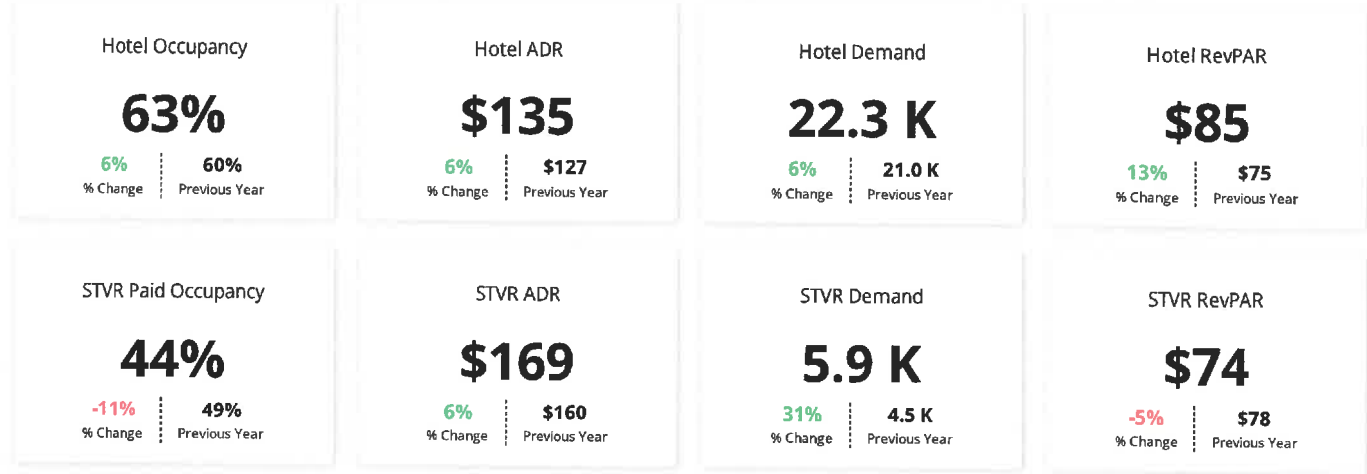 Hotel Occupancy
63%
6%
% Change
60%
Previous Year
Hotel ADR
$135
6%
% Change
$127
Previous Year
Hotel Demand
22.3 K
6%
% Change
21.0 K
Previous Year
Hotel RevPAR
$85
13%
% Change
$75
Previous Year
STVR Paid Occupancy
44%
-11%
% Change
49%
Previous Year
STVR ADR
$169
6%
% Change
$160
Previous Year
STVR Demand
5.9 K
31%
% Change
4.5 K
Previous Year
STVR RevPAR
$74
-5%
% Change
$78
Previous Year